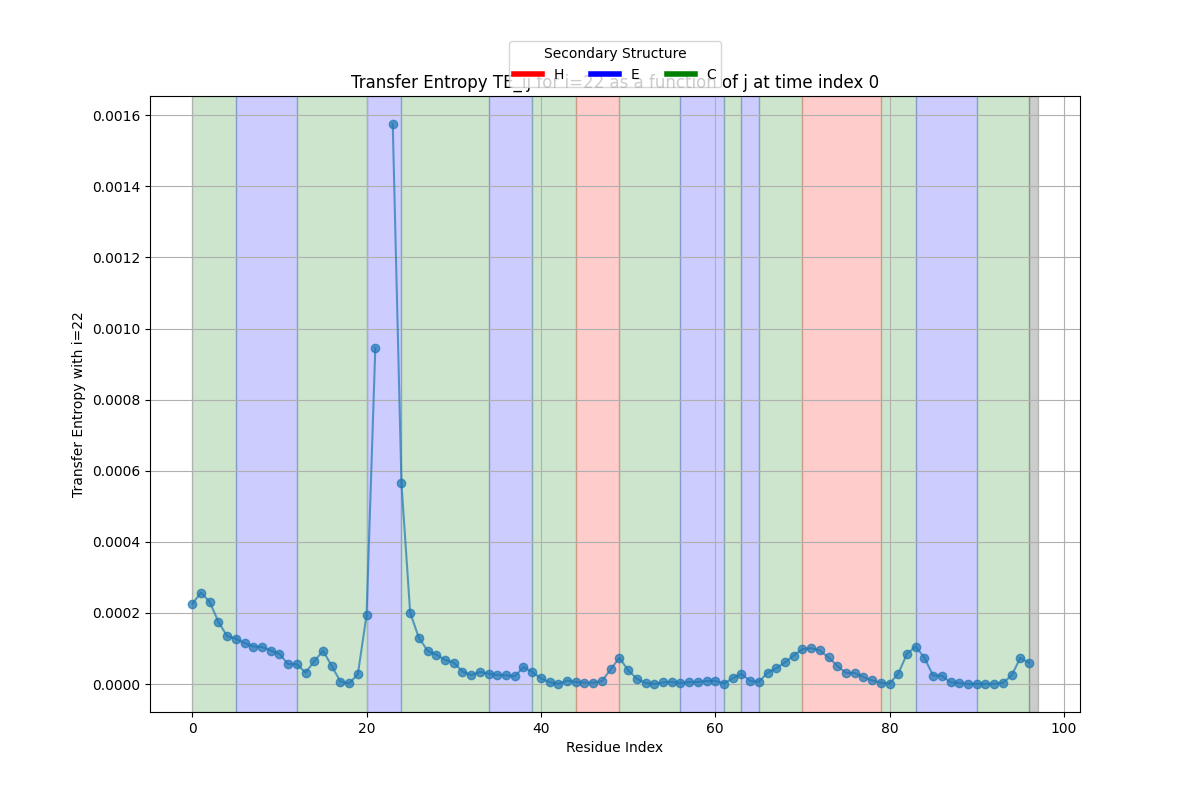 Secondary Structure
H E C
Transfer Entropy TE_ij for i=22 as a function of j at time index 0
Transfer Entropy with i=22
0.0016
0.0014
0.0012
0.0010
0.0008
0.0006
0.0004
0.0002
0.0000
0 20 40 60 80 100
Residue Index